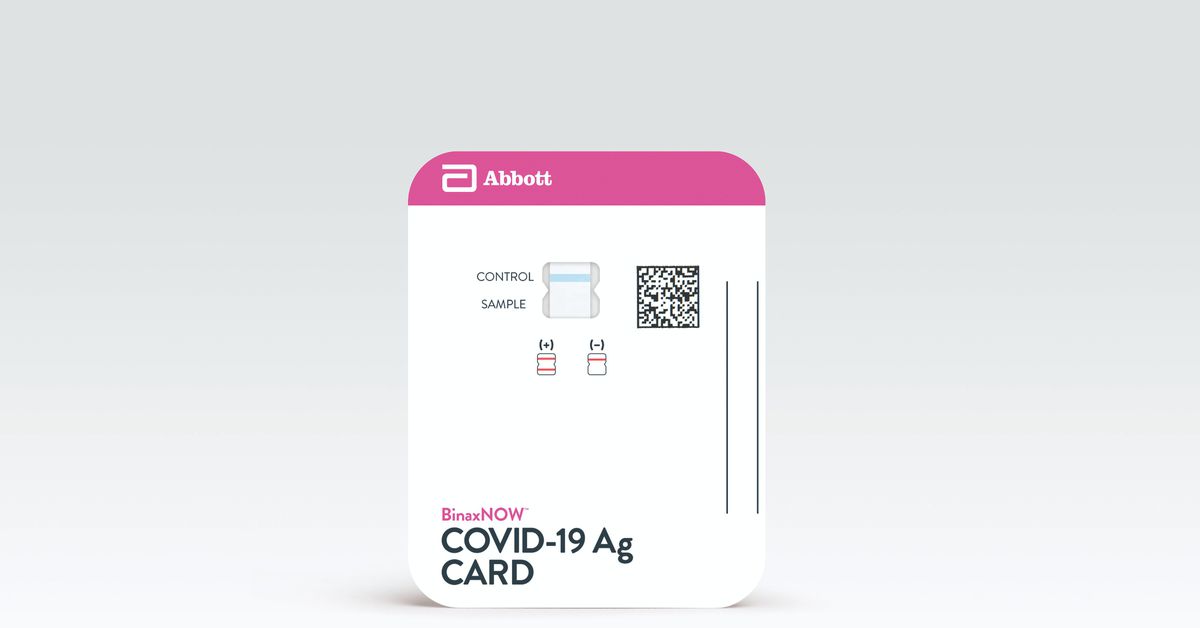 Abbott
CONTROL
SAMPLE
(+) (-)
BinaxNOW™
COVID-19 Ag
CARD